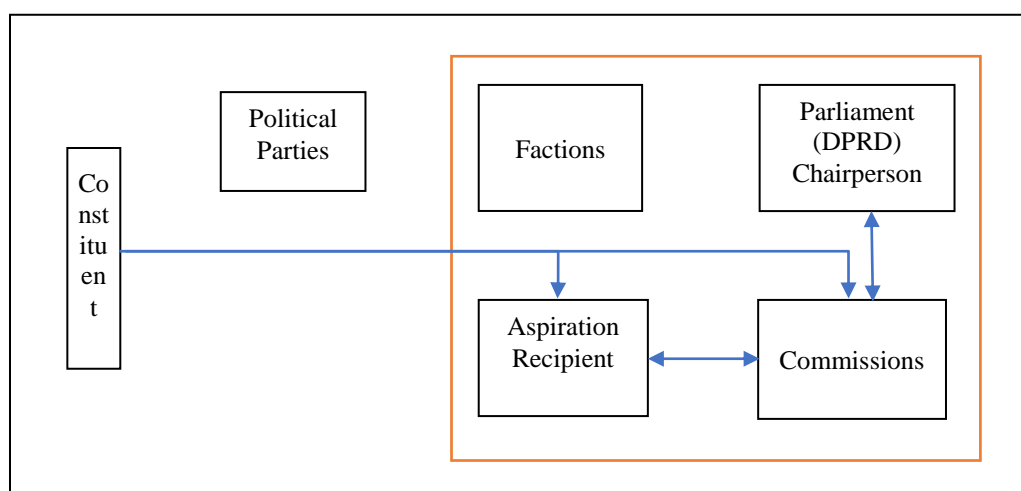 Political
Parties
Factions
Parliament
(DPRD)
Chairperson
Co
nst
itu
en
t
Aspiration
Recipient
Commissions